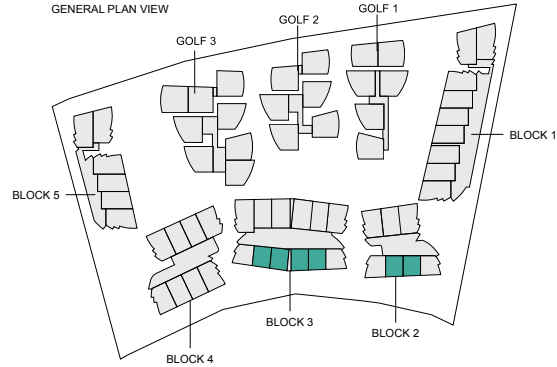 GENERAL PLAN VIEW
GOLF 1
GOLF 2
GOLF 3
BLOCK 1
BLOCK 5
BLOCK 3
BLOCK 2
BLOCK 4